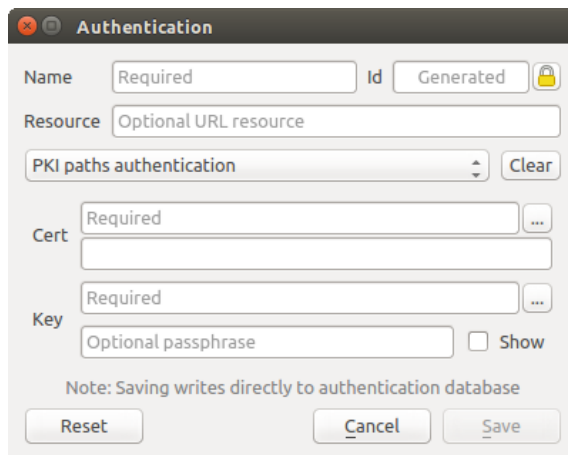 Authentication
Name Required Id Generated
Resource Optional URL resource
PKI paths authentication Clear
Cert Required ...
Key Required ...
Optional passphrase Show
Note: Saving writes directly to authentication database
Reset Cancel Save